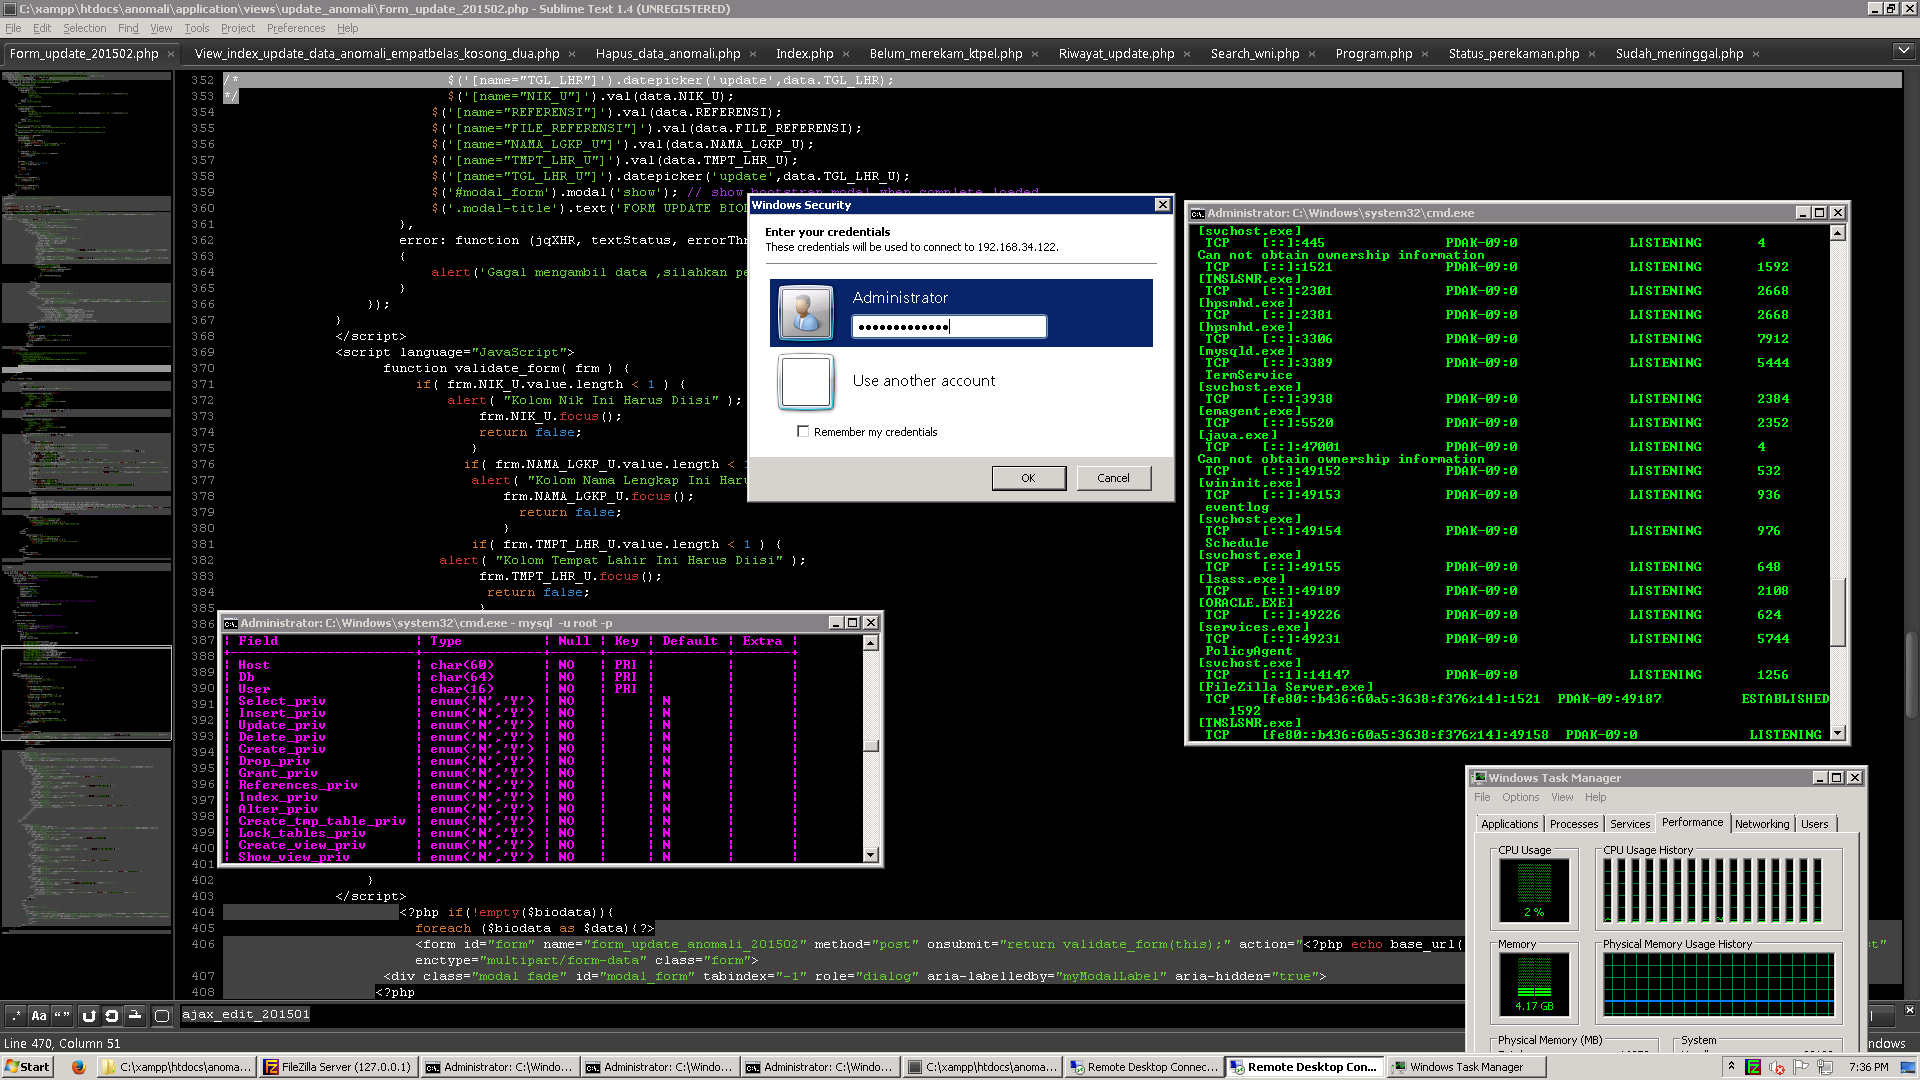 C:\xampp\htdocs\anomali\application\views\update_anomali\Form_update_201502.php - Sublime Text 1.4 (UNREGISTERED)
File Edit Selection Find View Tools Project Preferences Help
Form_update_201502.php × View_index_update_data_anomali_empatbelas_kosong_dua.php × Hapus_data_anomali.php × Index.php × Belum_merekam_ktpel.php × Riwayat_update.php × Search_wni.php × Program.php × Status_perekaman.php × Sudah_meninggal.php ×
352 /* $('[name="TGL_LHR"]').datepicker('update',data.TGL_LHR);
353 */ $('[name="NIK_U"]').val(data.NIK_U);
354 $('[name="REFERENSI"]').val(data.REFERENSI);
355 $('[name="FILE_REFERENSI"]').val(data.FILE_REFERENSI);
356 $('[name="NAMA_LGKP_U"]').val(data.NAMA_LGKP_U);
357 $('[name="TMPT_LHR_U"]').val(data.TMPT_LHR_U);
358 $('[name="TGL_LHR_U"]').datepicker('update',data.TGL_LHR_U);
359 $('#modal_form').modal('show'); // show bootstrap modal when complete loaded
360 $('.modal-title').text('FORM UPDATE BIO
361 },
362 error: function (jqXHR, textStatus, errorThr
363 {
364 alert('Gagal mengambil data ,silahkan pe
365 }
366 });
367 }
368 </script>
369 <script language="JavaScript">
370 function validate_form( frm ) {
371 if( frm.NIK_U.value.length < 1 ) {
372 alert( "Kolom Nik Ini Harus Diisi" );
373 frm.NIK_U.focus();
374 return false;
375 }
376 if( frm.NAMA_LGKP_U.value.length < 1
377 alert( "Kolom Nama Lengkap Ini Haru
378 frm.NAMA_LGKP_U.focus();
379 return false;
380 }
381 if( frm.TMPT_LHR_U.value.length < 1 ) {
382 alert( "Kolom Tempat Lahir Ini Harus Diisi" );
383 frm.TMPT_LHR_U.focus();
384 return false;
385 }
386
387
388
389
390
391
392
393
394
395
396
397
398
399
400
401
402 }
403 </script>
404 <?php if(!empty($biodata)){
405 foreach ($biodata as $data){?>
406 <form id="form" name="form_update_anomali_201502" method="post" onsubmit="return validate_form(this);" action="<?php echo base_url(
enctype="multipart/form-data" class="form">
407 <div class="modal fade" id="modal_form" tabindex="-1" role="dialog" aria-labelledby="myModalLabel" aria-hidden="true">
408 <?php
Windows Security
Enter your credentials
These credentials will be used to connect to 192.168.34.122.
Administrator
●●●●●●●●●●●●●
Use another account
Remember my credentials
OK Cancel
Administrator: C:\Windows\system32\cmd.exe
[svchost.exe]
TCP [::]:445 PDAK-09:0 LISTENING 4
Can not obtain ownership information
TCP [::]:1521 PDAK-09:0 LISTENING 1592
[TNSLSNR.exe]
TCP [::]:2301 PDAK-09:0 LISTENING 2668
[hpsmhd.exe]
TCP [::]:2381 PDAK-09:0 LISTENING 2668
[hpsmhd.exe]
TCP [::]:3306 PDAK-09:0 LISTENING 7912
[mysqld.exe]
TCP [::]:3389 PDAK-09:0 LISTENING 5444
TermService
[svchost.exe]
TCP [::]:3938 PDAK-09:0 LISTENING 2384
[emagent.exe]
TCP [::]:5520 PDAK-09:0 LISTENING 2352
[java.exe]
TCP [::]:47001 PDAK-09:0 LISTENING 4
Can not obtain ownership information
TCP [::]:49152 PDAK-09:0 LISTENING 532
[wininit.exe]
TCP [::]:49153 PDAK-09:0 LISTENING 936
eventlog
[svchost.exe]
TCP [::]:49154 PDAK-09:0 LISTENING 976
Schedule
[svchost.exe]
TCP [::]:49155 PDAK-09:0 LISTENING 648
[lsass.exe]
TCP [::]:49189 PDAK-09:0 LISTENING 2108
[ORACLE.EXE]
TCP [::]:49226 PDAK-09:0 LISTENING 624
[services.exe]
TCP [::]:49231 PDAK-09:0 LISTENING 5744
PolicyAgent
[svchost.exe]
TCP [::1]:14147 PDAK-09:0 LISTENING 1256
[FileZilla Server.exe]
TCP [fe80::b436:60a5:3638:f376%14]:1521 PDAK-09:49187 ESTABLISHED
1592
[TNSLSNR.exe]
TCP [fe80::b436:60a5:3638:f376%14]:49158 PDAK-09:0 LISTENING
Administrator: C:\Windows\system32\cmd.exe - mysql -u root -p
| Field | Type | Null | Key | Default | Extra |
| Host | char(60) | NO | PRI | | |
| Db | char(64) | NO | PRI | | |
| User | char(16) | NO | PRI | | |
| Select_priv | enum('N','Y') | NO | | N | |
| Insert_priv | enum('N','Y') | NO | | N | |
| Update_priv | enum('N','Y') | NO | | N | |
| Delete_priv | enum('N','Y') | NO | | N | |
| Create_priv | enum('N','Y') | NO | | N | |
| Drop_priv | enum('N','Y') | NO | | N | |
| Grant_priv | enum('N','Y') | NO | | N | |
| References_priv | enum('N','Y') | NO | | N | |
| Index_priv | enum('N','Y') | NO | | N | |
| Alter_priv | enum('N','Y') | NO | | N | |
| Create_tmp_table_priv | enum('N','Y') | NO | | N | |
| Lock_tables_priv | enum('N','Y') | NO | | N | |
| Create_view_priv | enum('N','Y') | NO | | N | |
| Show_view_priv | enum('N','Y') | NO | | N | |
Windows Task Manager
File Options View Help
Applications Processes Services Performance Networking Users
CPU Usage CPU Usage History
2 %
Memory Physical Memory Usage History
4.17 GB
Physical Memory (MB) System
.* Aa “” ajax_edit_201501
Line 470, Column 51
Start C:\xampp\htdocs\anoma... FileZilla Server (127.0.0.1) Administrator: C:\Windo... Administrator: C:\Windo... Administrator: C:\Windo... C:\xampp\htdocs\anoma... Remote Desktop Connec... Remote Desktop Con... Windows Task Manager 7:36 PM